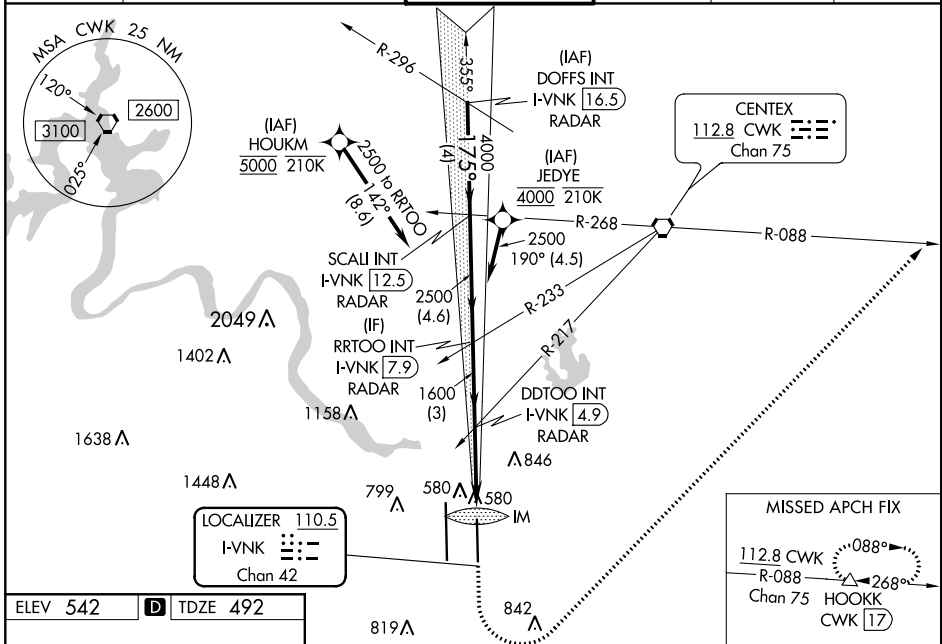 MSA CWK 25 NM
120°
3100
2600
025°
R-296
355°
(IAF)
DOFFS INT
I-VNK 16.5
RADAR
CENTEX
112.8 CWK
Chan 75
(IAF)
HOUKM
5000 210K
2500 to RRTOO
142°
(8.6)
4000
(4)
175°
(IAF)
JEDYE
4000 210K
R-268
R-088
2500
190° (4.5)
SCALI INT
I-VNK 12.5
RADAR
2500
(4.6)
R-233
R-217
(IF)
RRTOO INT
I-VNK 7.9
RADAR
1600
(3)
DDTOO INT
I-VNK 4.9
RADAR
2049
1402
1158
1638
1448
799
580
580
846
IM
LOCALIZER 110.5
I-VNK
Chan 42
MISSED APCH FIX
112.8 CWK
R-088
Chan 75
088°
268°
HOOKK
CWK 17
ELEV 542
D
TDZE 492
819
842